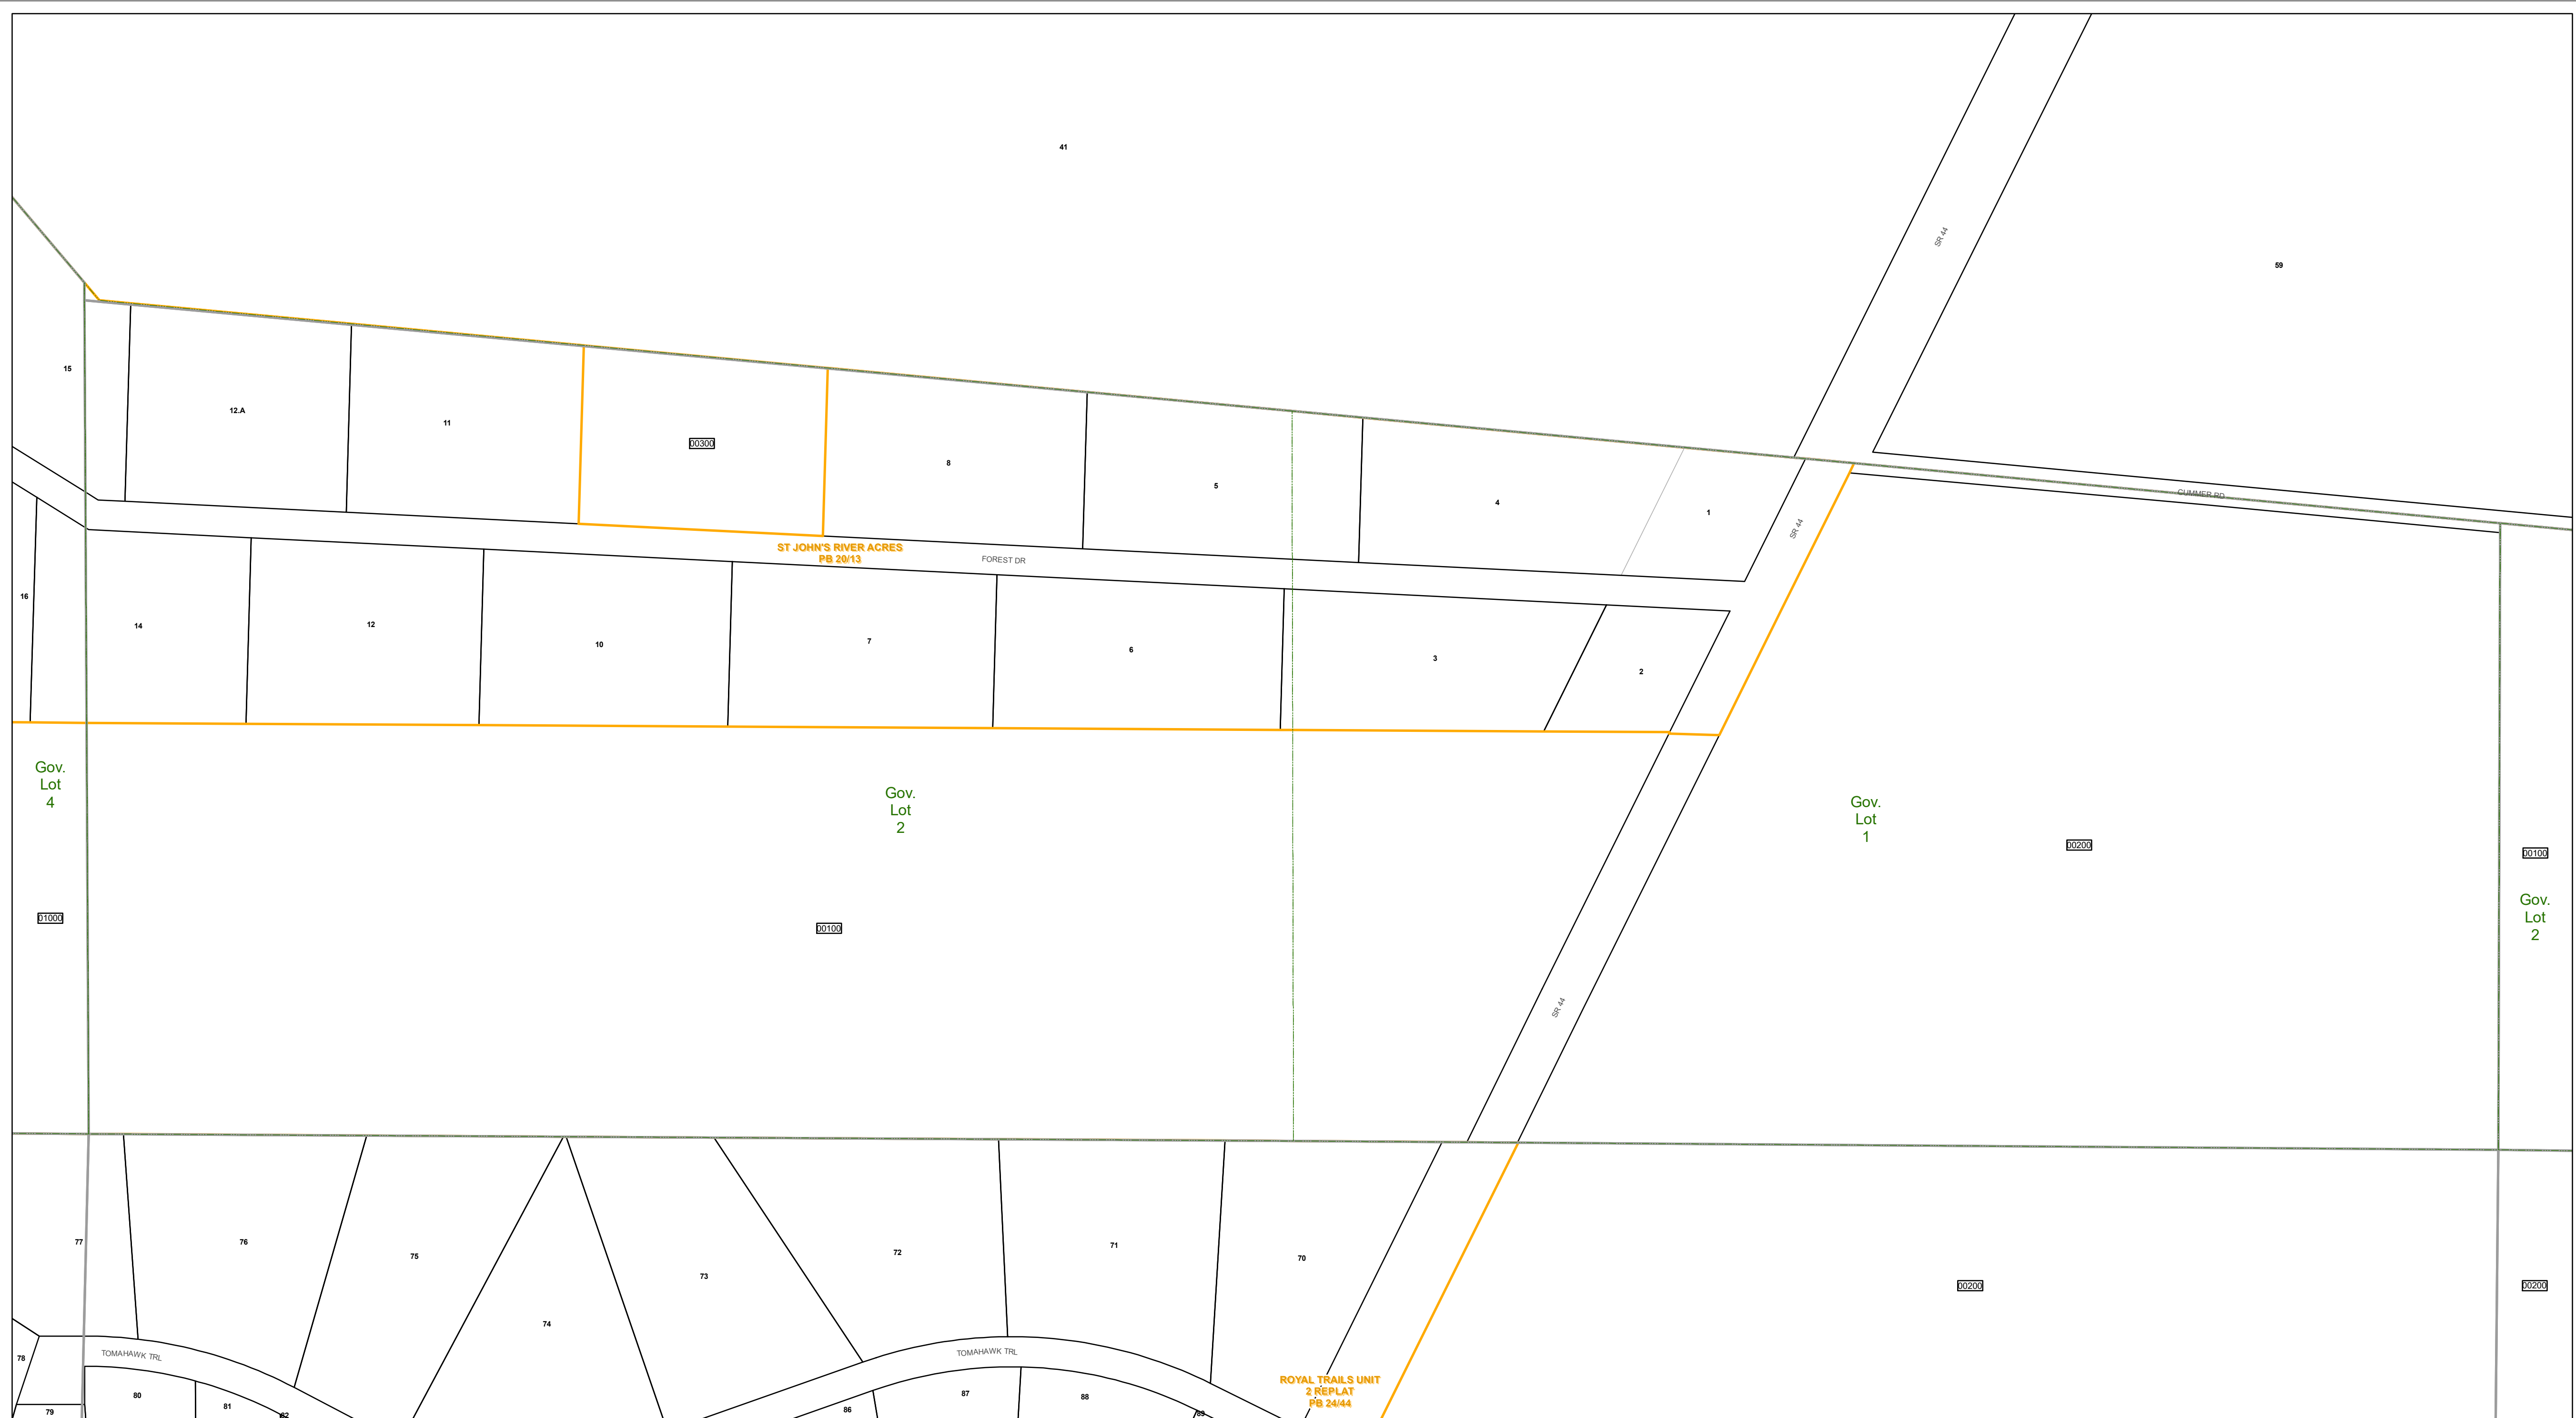 41
SR 44
59
15
12.A
11
00300
8
5
4
1
SR 44
CUMMER RD
ST JOHN'S RIVER ACRES
PB 20/13
FOREST DR
16
14
12
10
7
6
3
2
Gov.
Lot
4
Gov.
Lot
2
Gov.
Lot
1
00200
00100
Gov.
Lot
2
01000
00100
SR 44
77
76
75
74
73
72
71
70
00200
00200
78
TOMAHAWK TRL
TOMAHAWK TRL
79
80
81
82
86
87
88
89
ROYAL TRAILS UNIT
2 REPLAT
PB 24/44